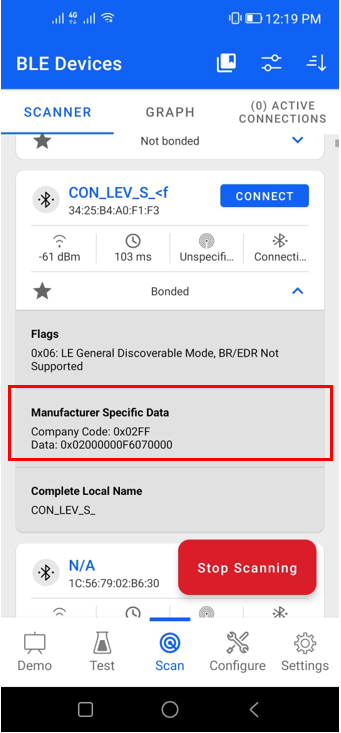 4G 12:19 PM
BLE Devices
SCANNER GRAPH (0) ACTIVE
CONNECTIONS
Not bonded
CON_LEV_S_<f CONNECT
34:25:B4:A0:F1:F3
-61 dBm 103 ms Unspecifi... Connecti...
Bonded
Flags
0x06: LE General Discoverable Mode, BR/EDR Not
Supported
Manufacturer Specific Data
Company Code: 0x02FF
Data: 0x02000000F6070000
Complete Local Name
CON_LEV_S_
N/A Stop Scanning
1C:56:79:02:B6:30
Demo Test Scan Configure Settings